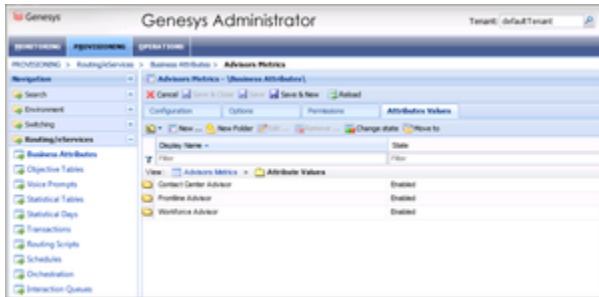 Genesys
Genesys Administrator
Tenant: defaultTenant
MONITORING PROVISIONING OPERATIONS
PROVISIONING > Routing/eServices > Business Attributes > Advisors Metrics
Navigation
Advisors Metrics - \Business Attributes\
Search
Cancel Save & Close Save Save & New Reload
Environment
Configuration Options Permissions Attributes Values
Switching
New ... New Folder Edit ... Remove ... Change state Move to
Routing/eServices
Display Name State
Business Attributes
Filter Filter
Objective Tables
View: Advisors Metrics > Attribute Values
Voice Prompts
Contact Center Advisor Enabled
Statistical Tables
Frontline Advisor Enabled
Statistical Days
Workforce Advisor Enabled
Transactions
Routing Scripts
Schedules
Orchestration
Interaction Queues